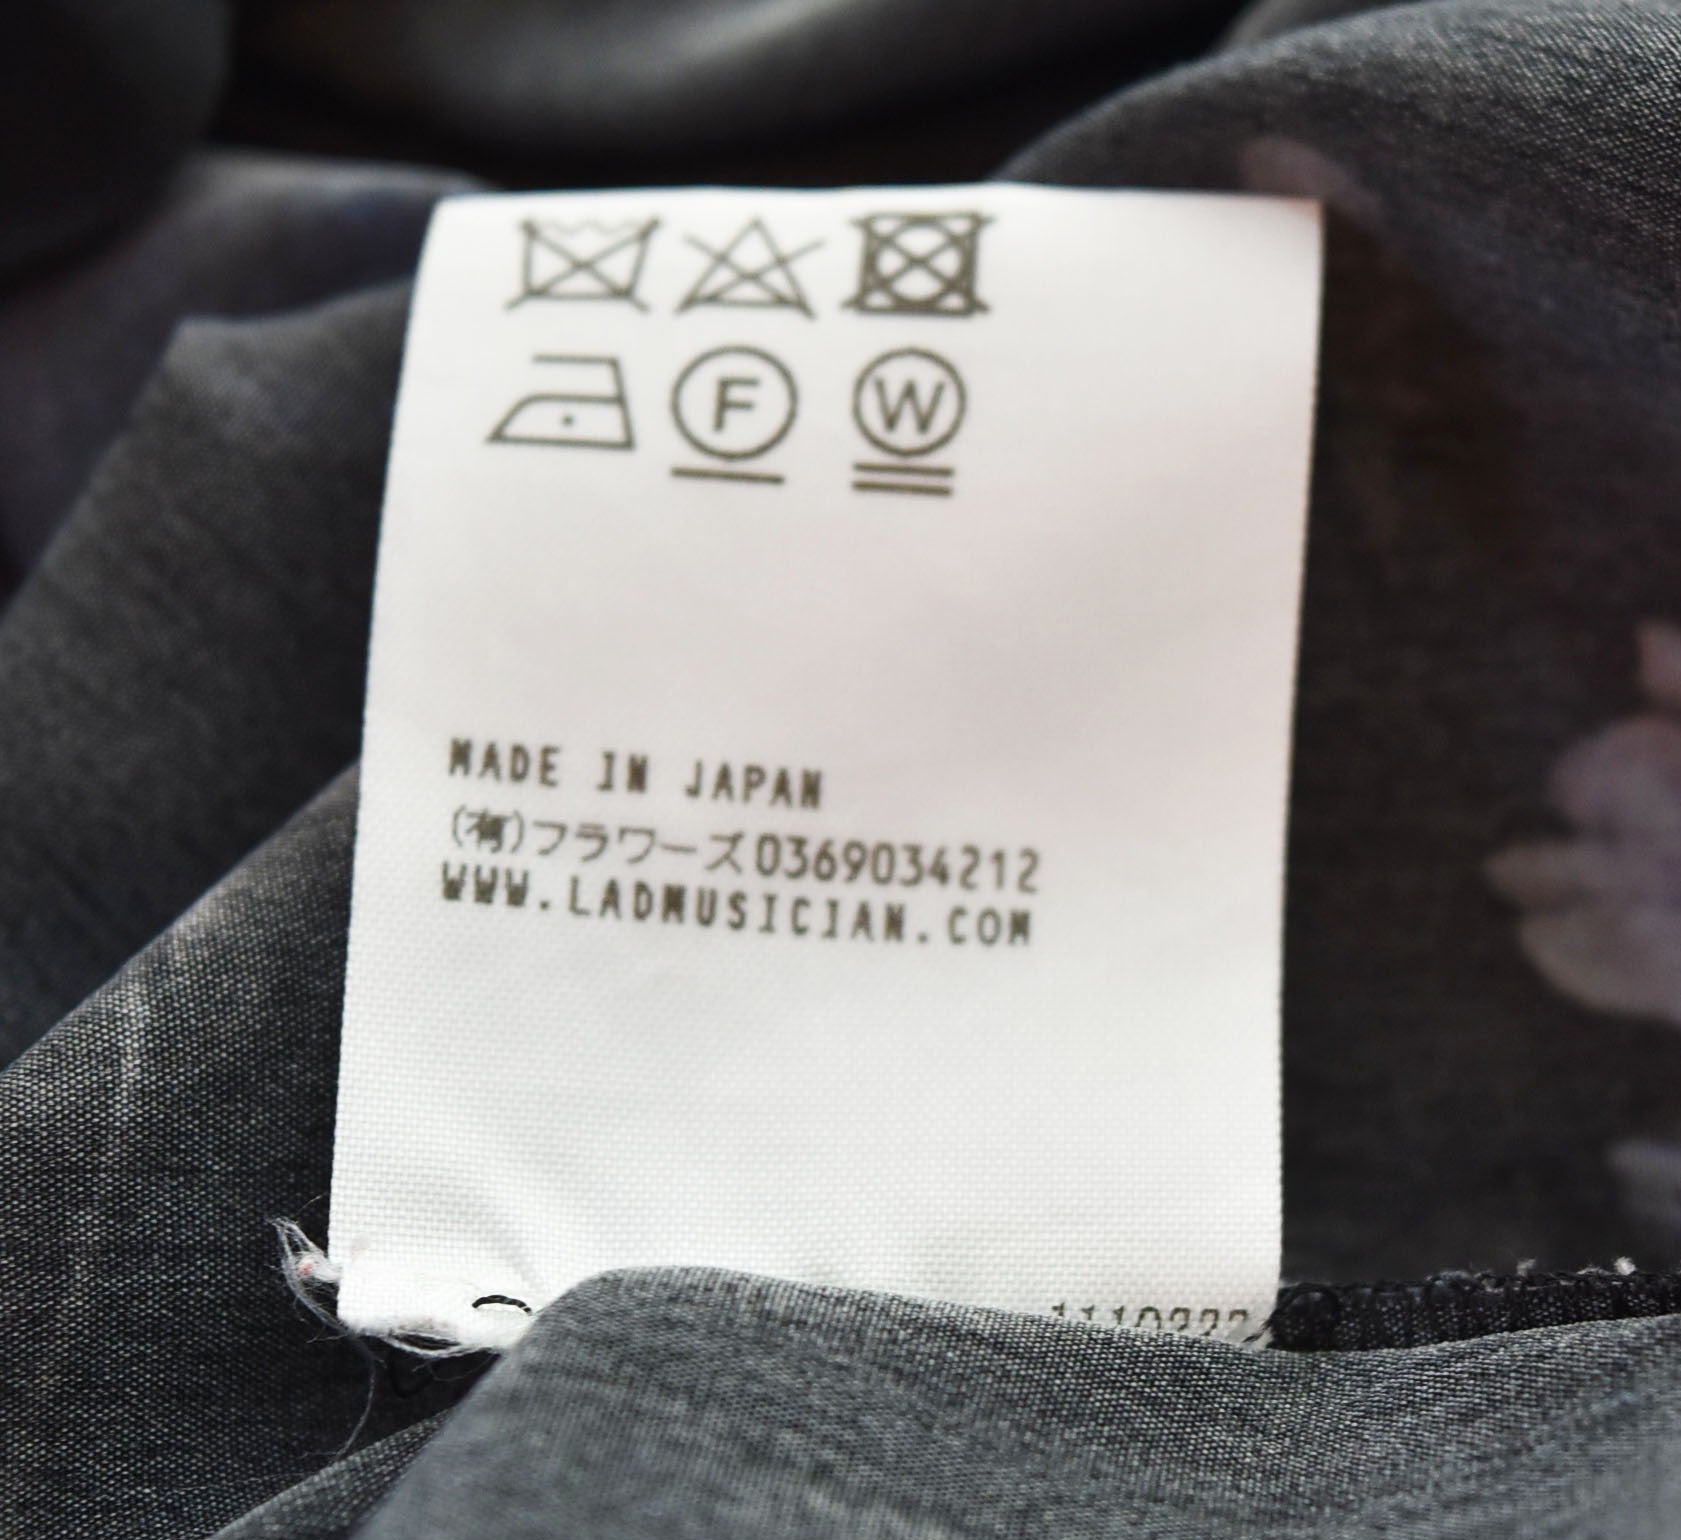 F W
MADE IN JAPAN
(有)フラワーズ0369034212
WWW.LADMUSICIAN.COM